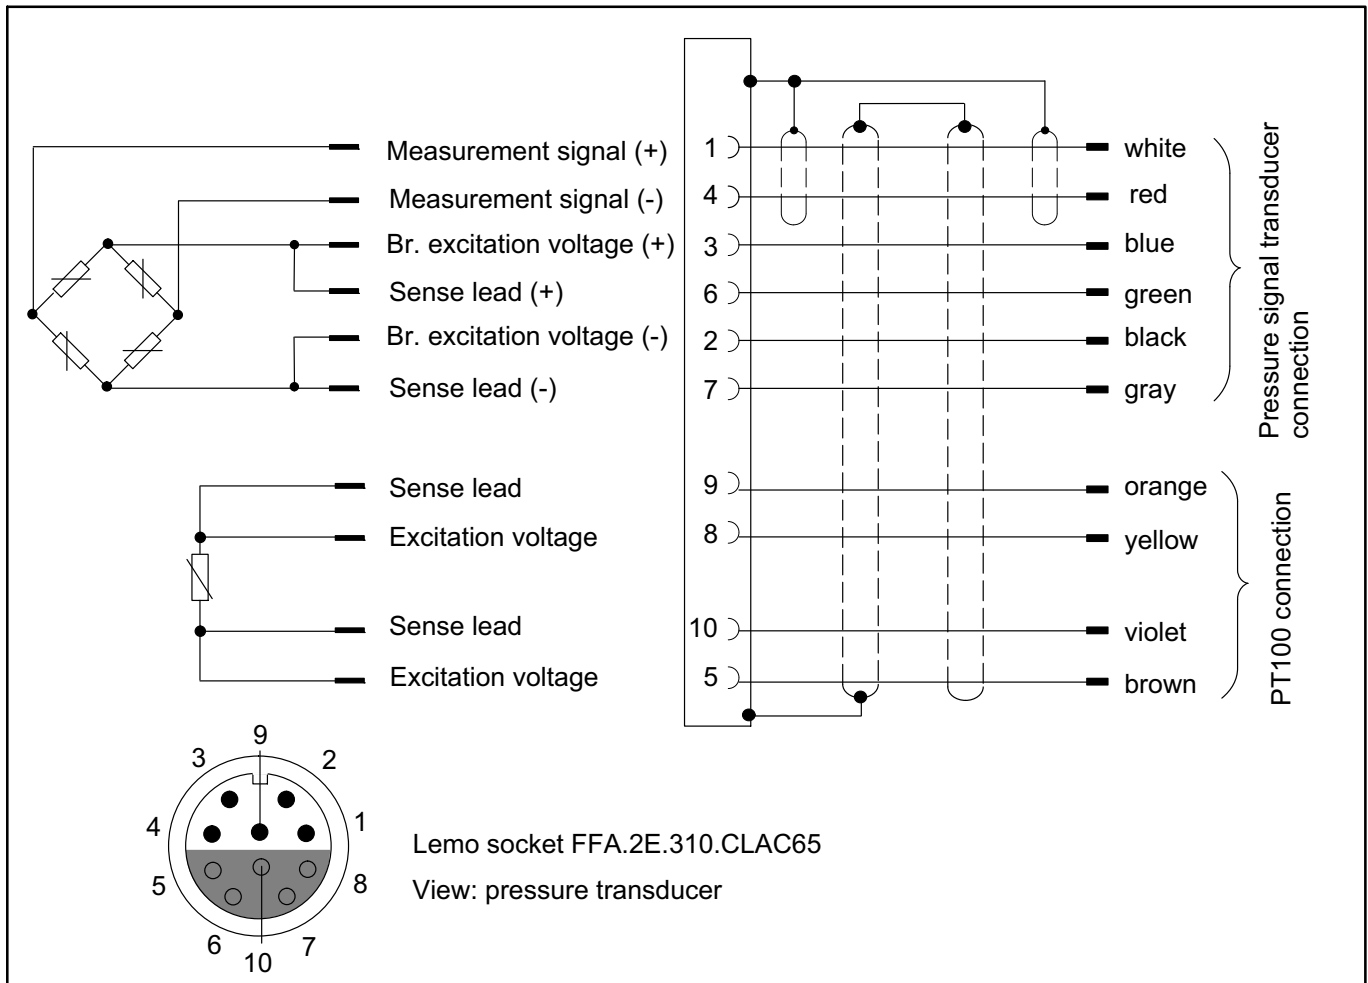 Measurement signal (+) 1 white
Measurement signal (-) 4 red
Br. excitation voltage (+) 3 blue
Sense lead (+) 6 green
Br. excitation voltage (-) 2 black
Sense lead (-) 7 gray
Pressure signal transducer
connection
Sense lead 9 orange
Excitation voltage 8 yellow
Sense lead 10 violet
Excitation voltage 5 brown
PT100 connection
9
3 2
4 1
5 8
6 7
10
Lemo socket FFA.2E.310.CLAC65
View: pressure transducer